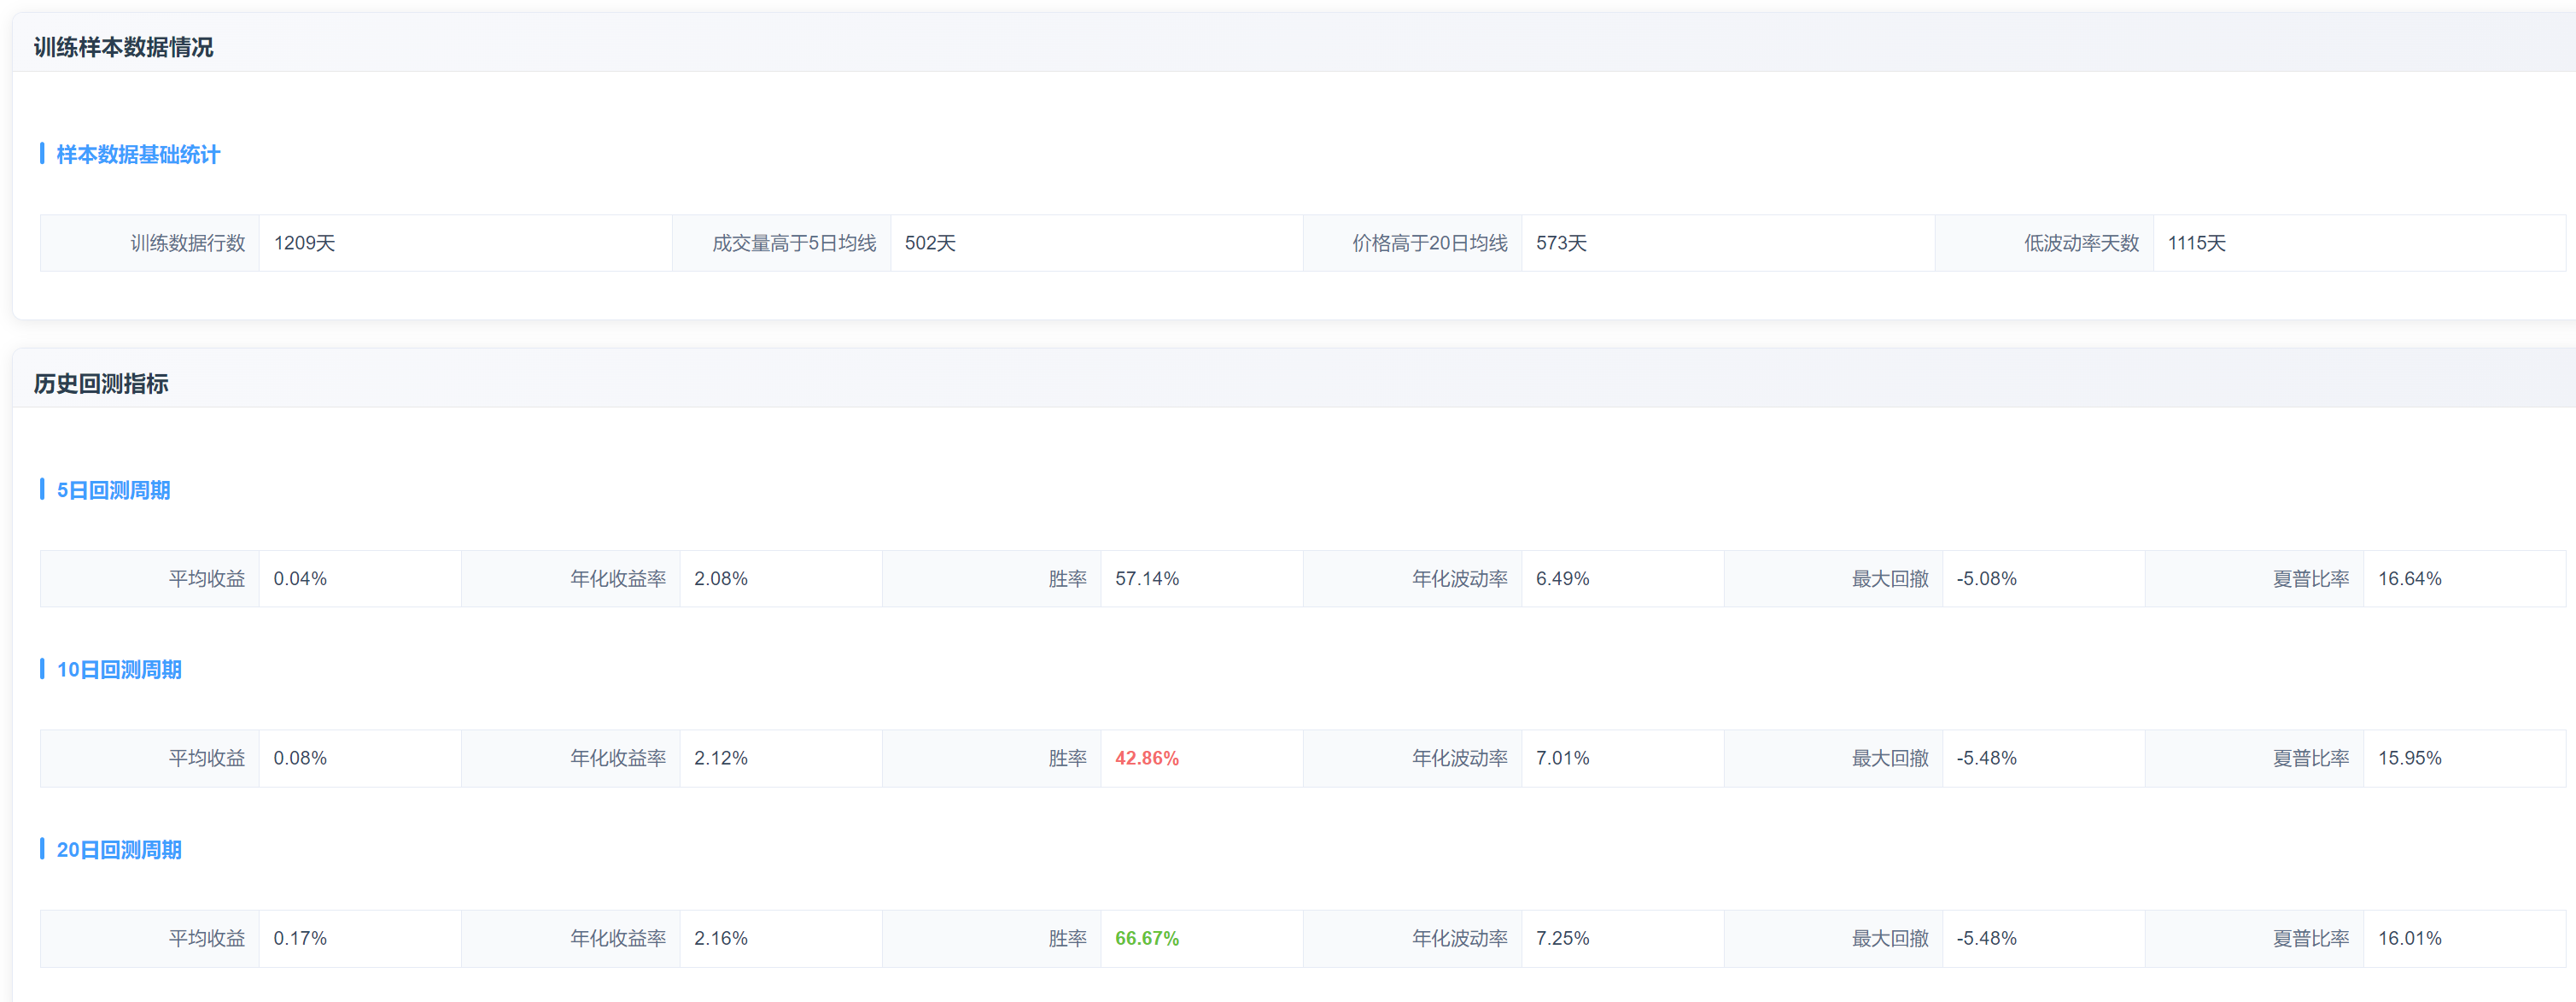 训练样本数据情况
样本数据基础统计
训练数据行数 1209天 成交量高于5日均线 502天 价格高于20日均线 573天 低波动率天数 1115天
历史回测指标
5日回测周期
平均收益 0.04% 年化收益率 2.08% 胜率 57.14% 年化波动率 6.49% 最大回撤 -5.08% 夏普比率 16.64%
10日回测周期
平均收益 0.08% 年化收益率 2.12% 胜率 42.86% 年化波动率 7.01% 最大回撤 -5.48% 夏普比率 15.95%
20日回测周期
平均收益 0.17% 年化收益率 2.16% 胜率 66.67% 年化波动率 7.25% 最大回撤 -5.48% 夏普比率 16.01%